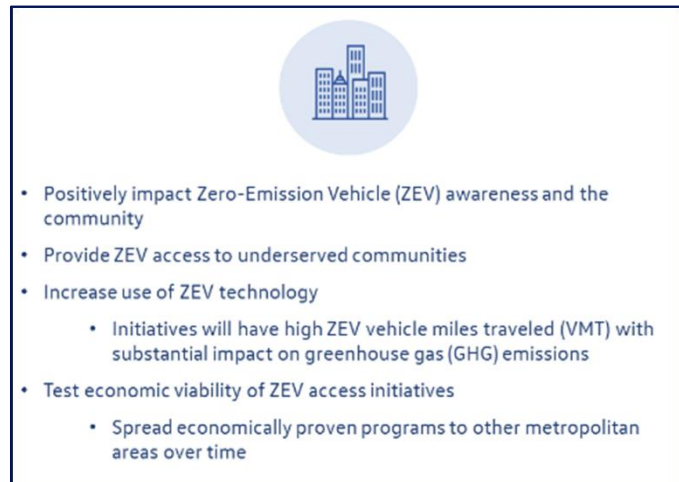 • Positively impact Zero-Emission Vehicle (ZEV) awareness and the
community
• Provide ZEV access to underserved communities
• Increase use of ZEV technology
• Initiatives will have high ZEV vehicle miles traveled (VMT) with
substantial impact on greenhouse gas (GHG) emissions
• Test economic viability of ZEV access initiatives
• Spread economically proven programs to other metropolitan
areas over time